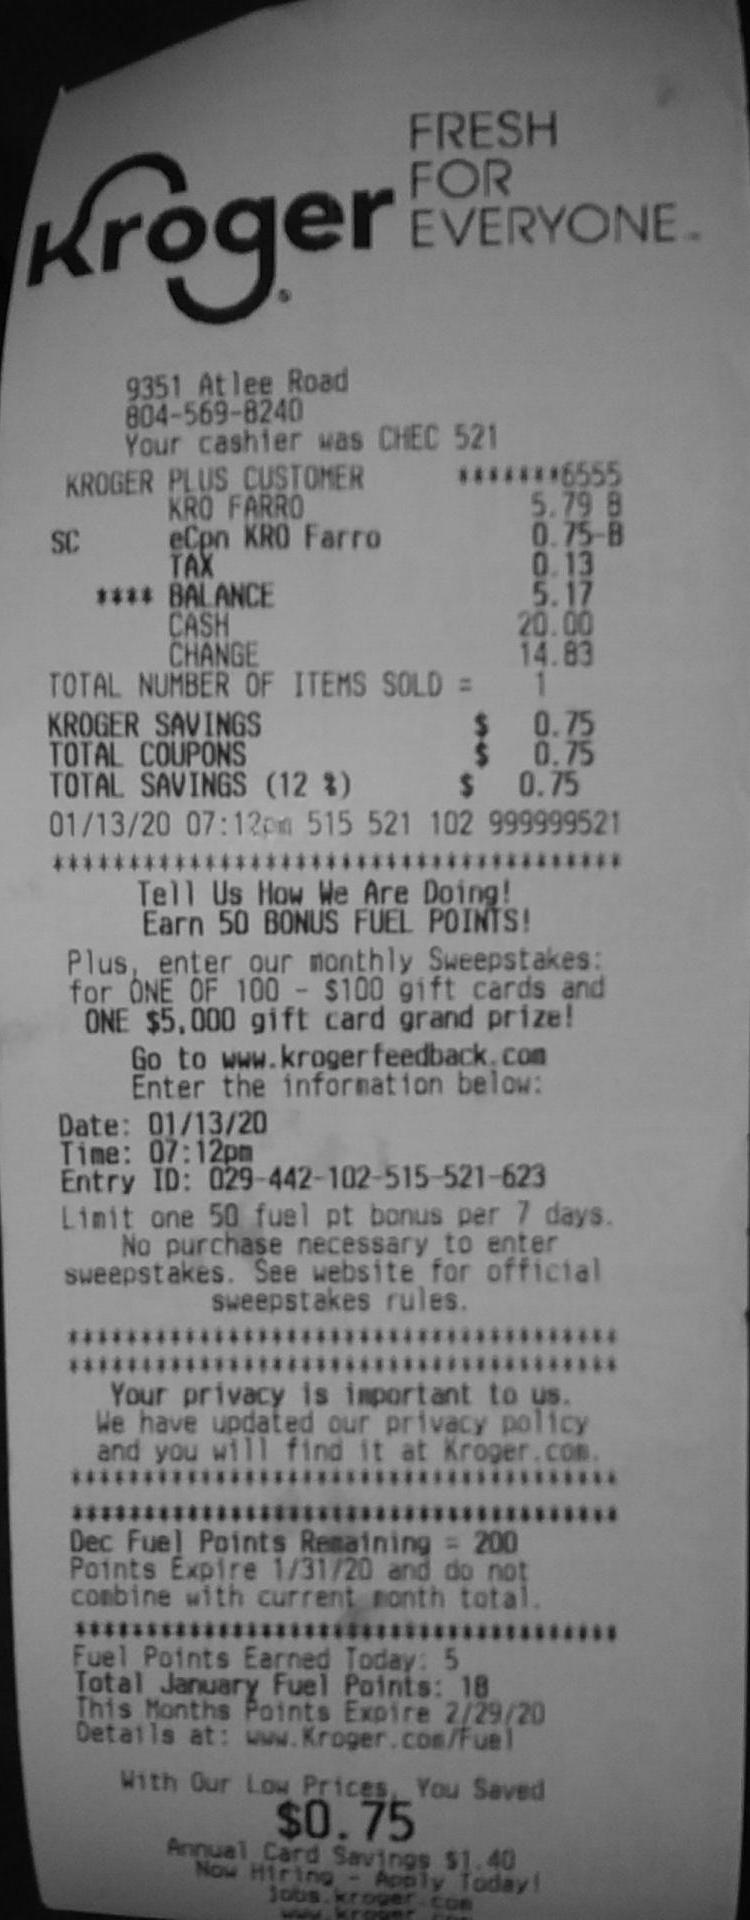 Kroger
FRESH
FOR
EVERYONE™
9351 Atlee Road
804-569-8240
Your cashier was CHEC 521
KROGER PLUS CUSTOMER *******6555
KRO FARRO 5.79 B
SC eCpn KRO Farro 0.75-B
TAX 0.13
**** BALANCE 5.17
CASH 20.00
CHANGE 14.83
TOTAL NUMBER OF ITEMS SOLD = 1
KROGER SAVINGS $ 0.75
TOTAL COUPONS $ 0.75
TOTAL SAVINGS (12 %) $ 0.75
01/13/20 07:12pm 515 521 102 999999521
**************************************
Tell Us How We Are Doing!
Earn 50 BONUS FUEL POINTS!
Plus, enter our monthly Sweepstakes:
for ONE OF 100 - $100 gift cards and
ONE $5,000 gift card grand prize!
Go to www.krogerfeedback.com
Enter the information below:
Date: 01/13/20
Time: 07:12pm
Entry ID: 029-442-102-515-521-623
Limit one 50 fuel pt bonus per 7 days.
No purchase necessary to enter
sweepstakes. See website for official
sweepstakes rules.
**************************************
**************************************
Your privacy is important to us.
We have updated our privacy policy
and you will find it at Kroger.com.
**************************************
**************************************
Dec Fuel Points Remaining = 200
Points Expire 1/31/20 and do not
combine with current month total.
**************************************
Fuel Points Earned Today: 5
Total January Fuel Points: 18
This Months Points Expire 2/29/20
Details at: www.Kroger.com/Fuel
With Our Low Prices, You Saved
$0.75
Annual Card Savings $1.40
Now Hiring - Apply Today!
jobs.kroger.com
www.kroger.com